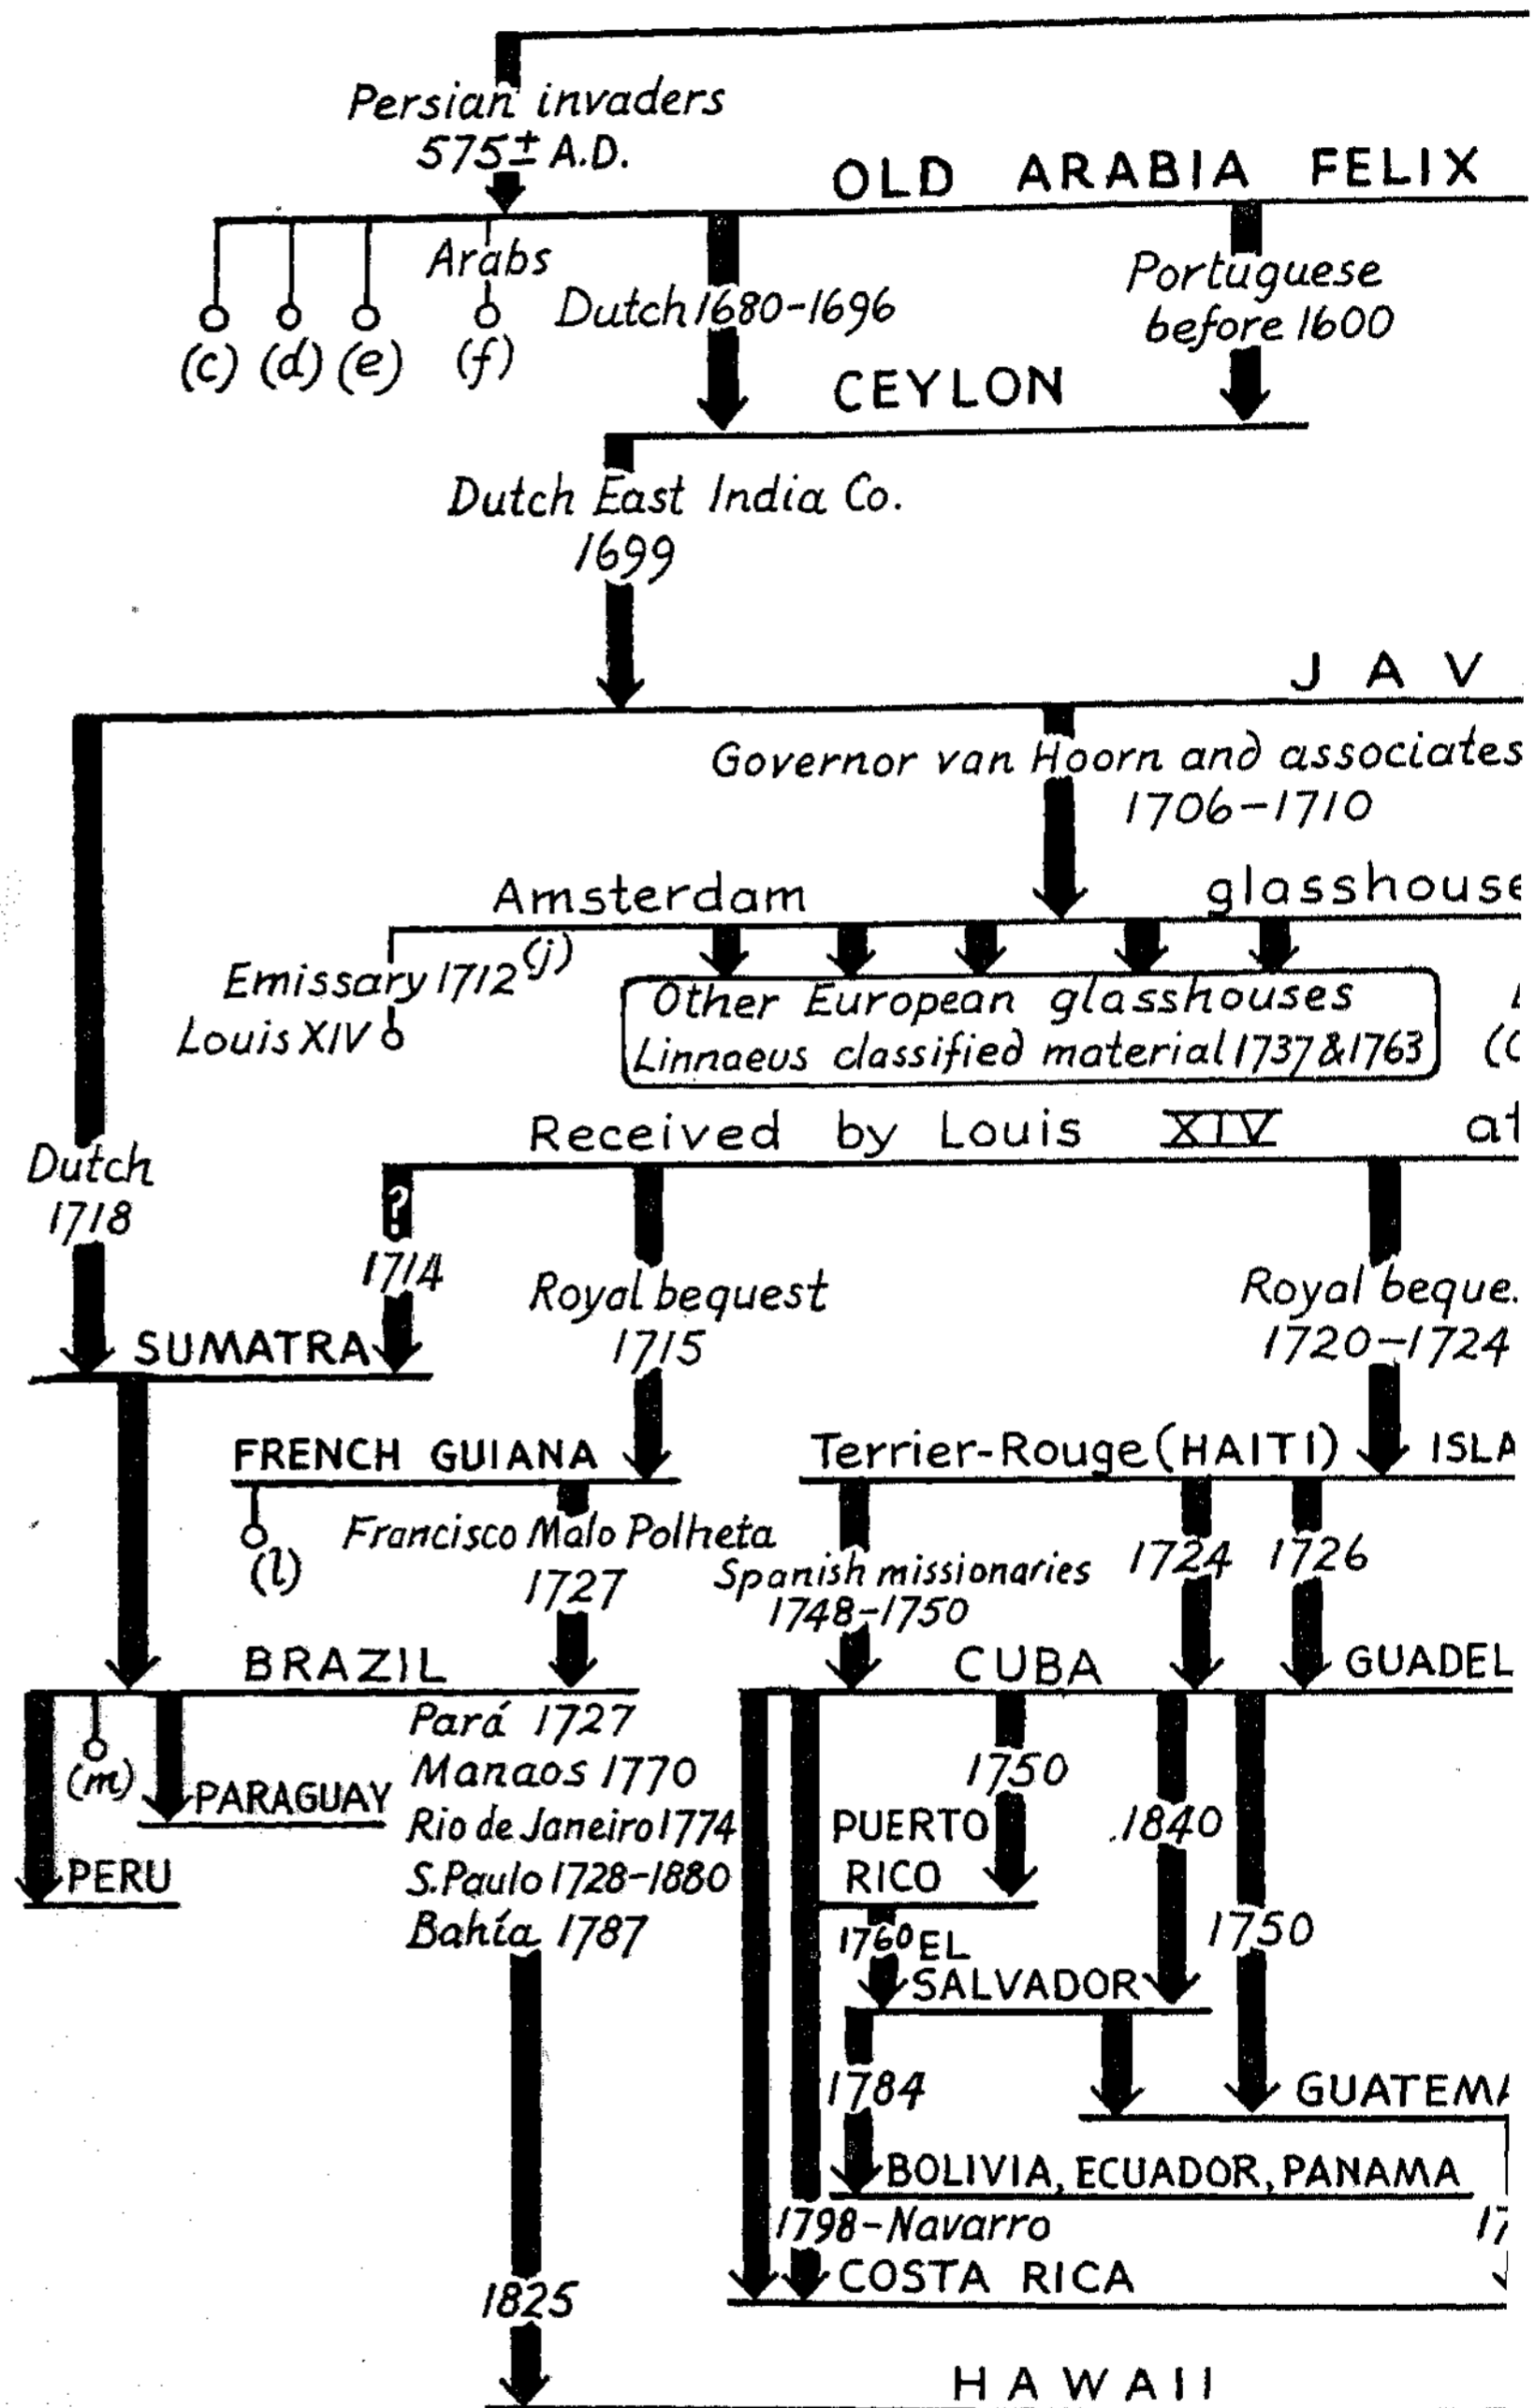 Persian invaders
575± A.D.
OLD ARABIA FELIX
Arabs
Dutch 1680-1696
Portuguese
before 1600
(c) (d) (e) (f)
CEYLON
Dutch East India Co.
1699
J A V
Governor van Hoorn and associates
1706-1710
Amsterdam glasshouse
Emissary 1712 (j)
Louis XIV
Other European glasshouses
Linnaeus classified material 1737 & 1763
Received by Louis XIV at
Dutch
1718
?
1714
Royal bequest
1715
Royal beque
1720-1724
SUMATRA
FRENCH GUIANA
Terrier-Rouge (HAITI) ISLA
(l)
Francisco Malo Polheta
1727
Spanish missionaries
1748-1750
1724 1726
BRAZIL
CUBA
GUADEL
Pará 1727
Manaos 1770
Rio de Janeiro 1774
S. Paulo 1728-1880
Bahía 1787
(m)
PARAGUAY
PERU
1750
PUERTO
RICO
1840
1750
1760 EL
SALVADOR
1784
GUATEMA
BOLIVIA, ECUADOR, PANAMA
1798-Navarro
17
COSTA RICA
1825
HAWAII